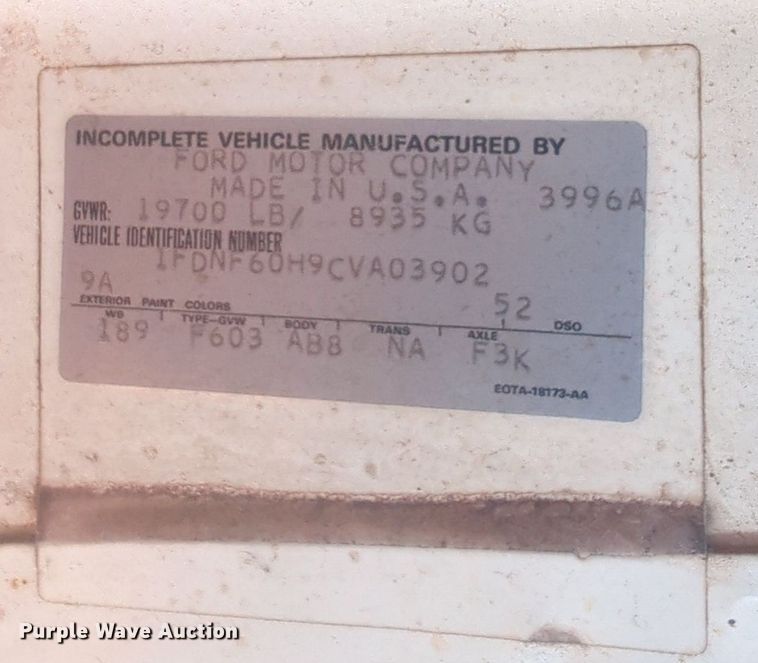 INCOMPLETE VEHICLE MANUFACTURED BY
FORD MOTOR COMPANY
MADE IN U.S.A. 3996A
GVWR: 19700 LB/ 8935 KG
VEHICLE IDENTIFICATION NUMBER
1FDNF60H9CVA03902
9A 52
EXTERIOR PAINT COLORS DSO
WB TYPE-GVW BODY TRANS AXLE
189 F603 AB8 NA F3K
EOTA-18173-AA
Purple Wave Auction